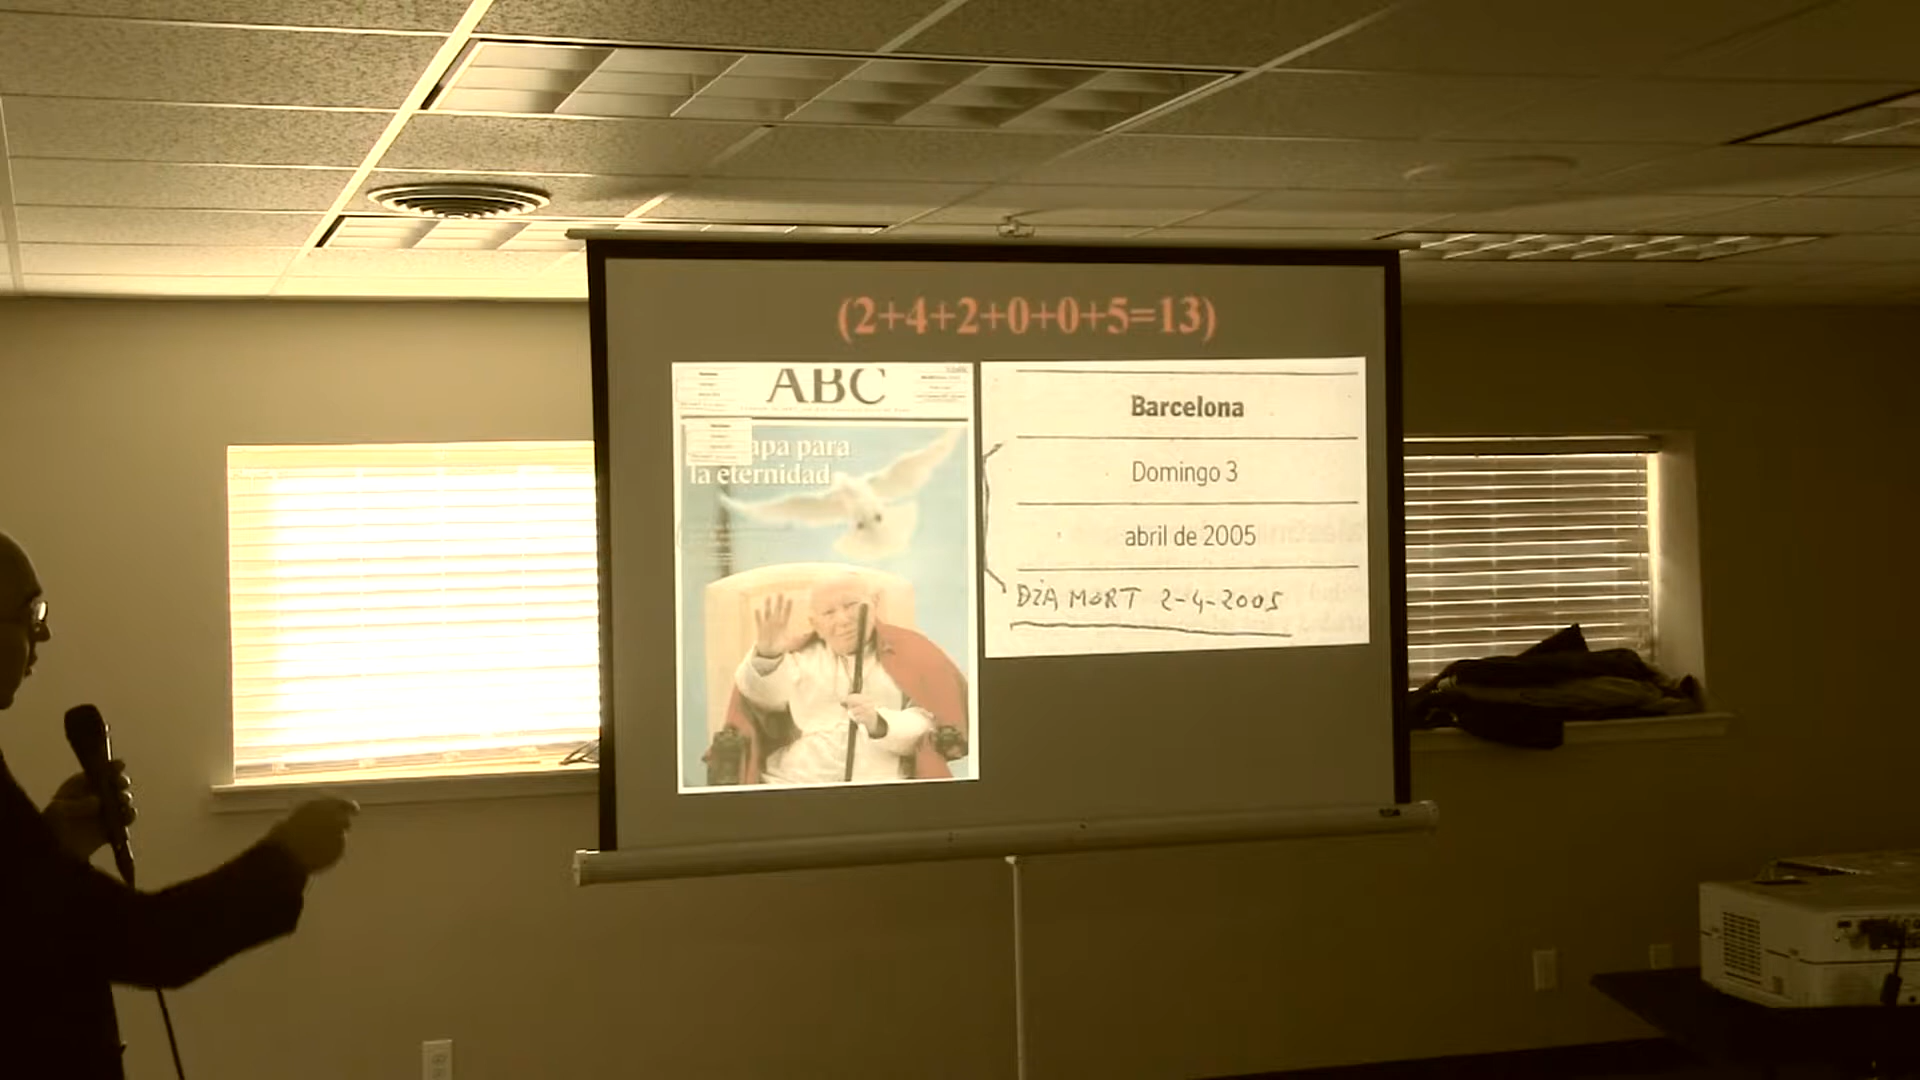 (2+4+2+0+0+5=13)
ABC
apa para
la eternidad
Barcelona
Domingo 3
abril de 2005
DIA MORT 2-4-2005